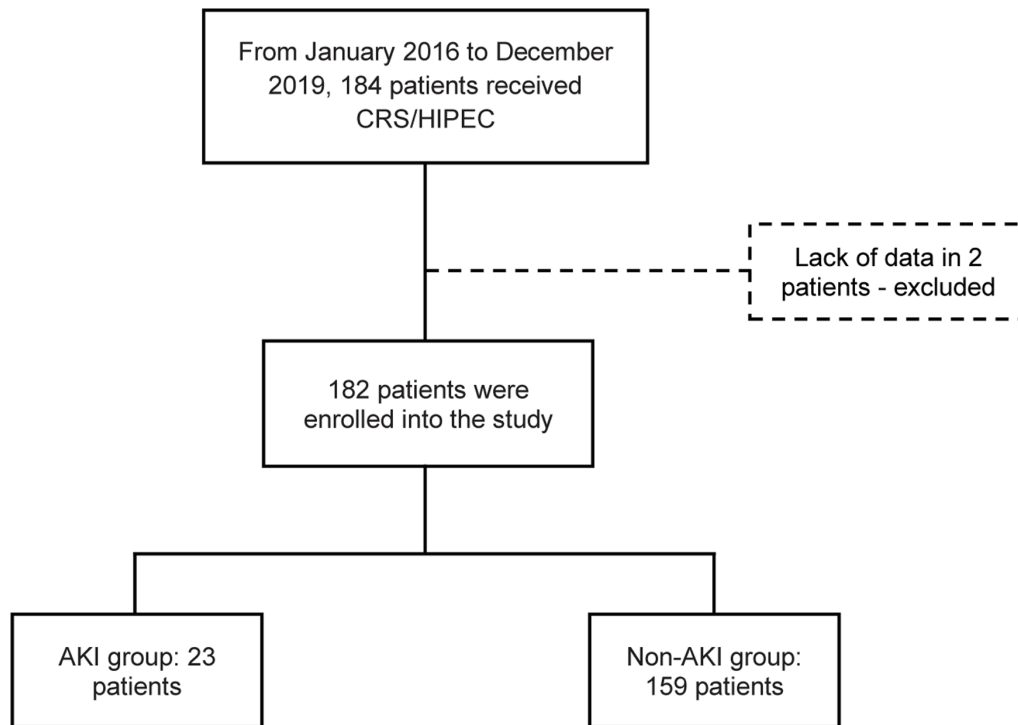 From January 2016 to December
2019, 184 patients received
CRS/HIPEC
Lack of data in 2
patients - excluded
182 patients were
enrolled into the study
AKI group: 23
patients
Non-AKI group:
159 patients